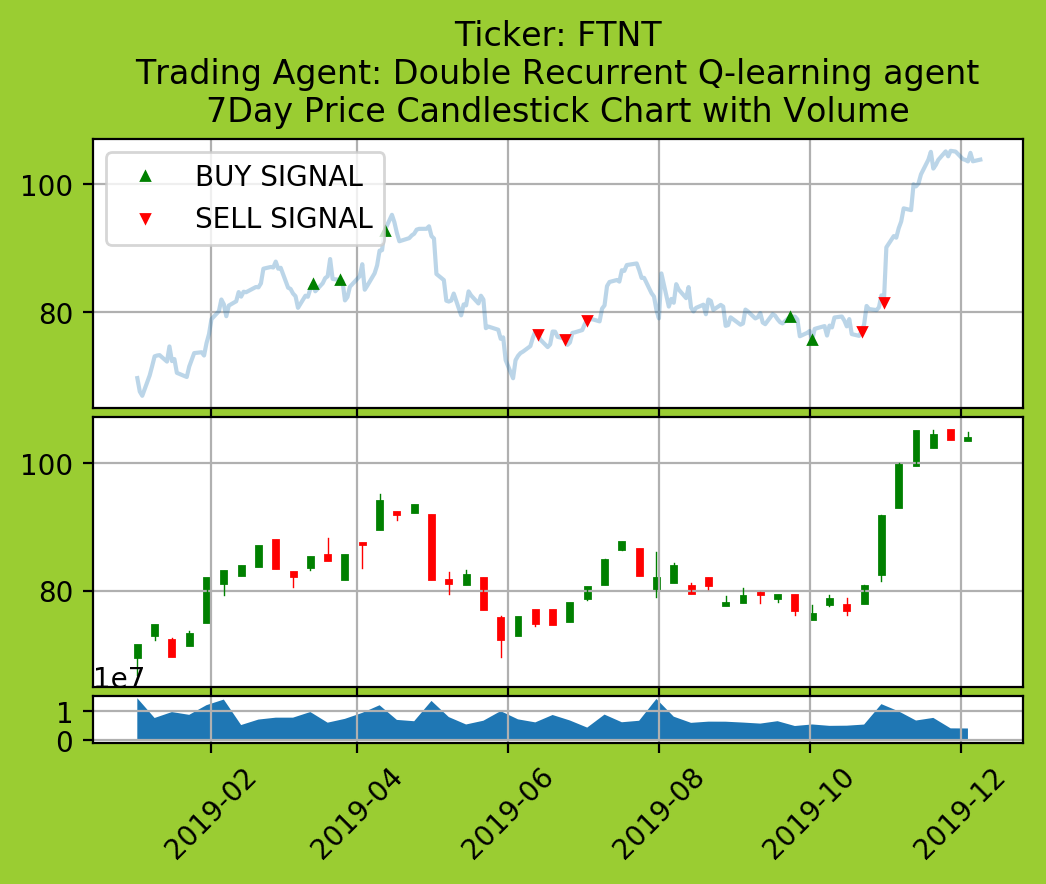 Ticker: FTNT
Trading Agent: Double Recurrent Q-learning agent
7Day Price Candlestick Chart with Volume
BUY SIGNAL
SELL SIGNAL
100
80
100
80
1e7
1
0
2019-02
2019-04
2019-06
2019-08
2019-10
2019-12